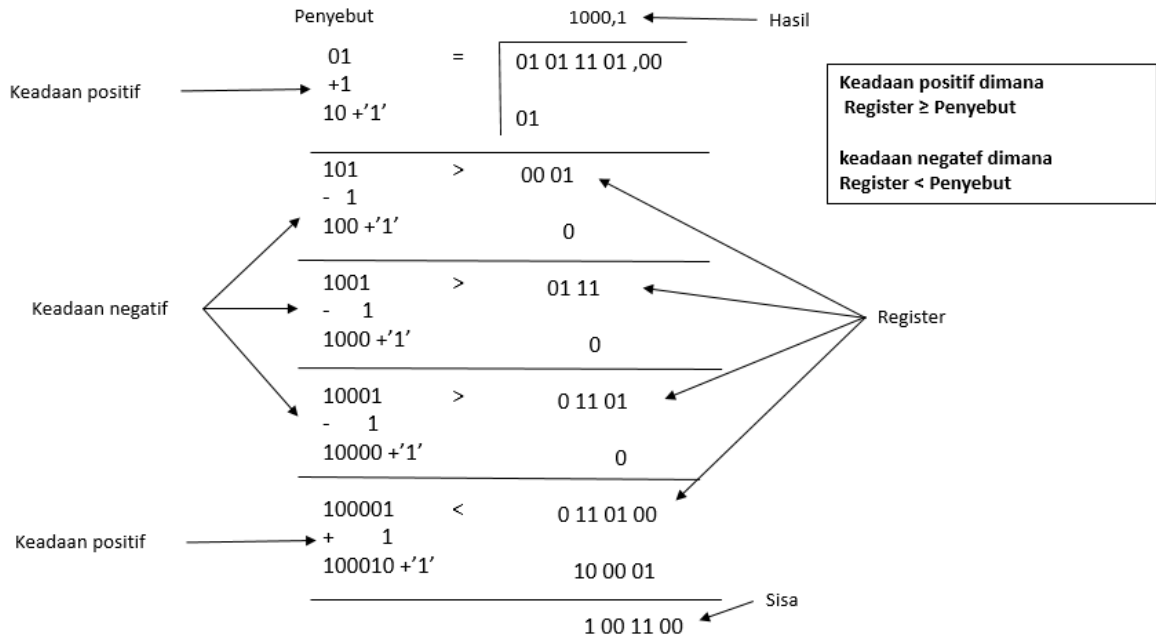 Penyebut 1000,1 Hasil
01 = 01 01 11 01 ,00
Keadaan positif +1
10 +'1' 01
Keadaan positif dimana
Register ≥ Penyebut
keadaan negatef dimana
Register < Penyebut
101 > 00 01
- 1
100 +'1' 0
1001 > 01 11
Keadaan negatif - 1 Register
1000 +'1' 0
10001 > 0 11 01
- 1
10000 +'1' 0
100001 < 0 11 01 00
Keadaan positif + 1
100010 +'1' 10 00 01
Sisa
1 00 11 00